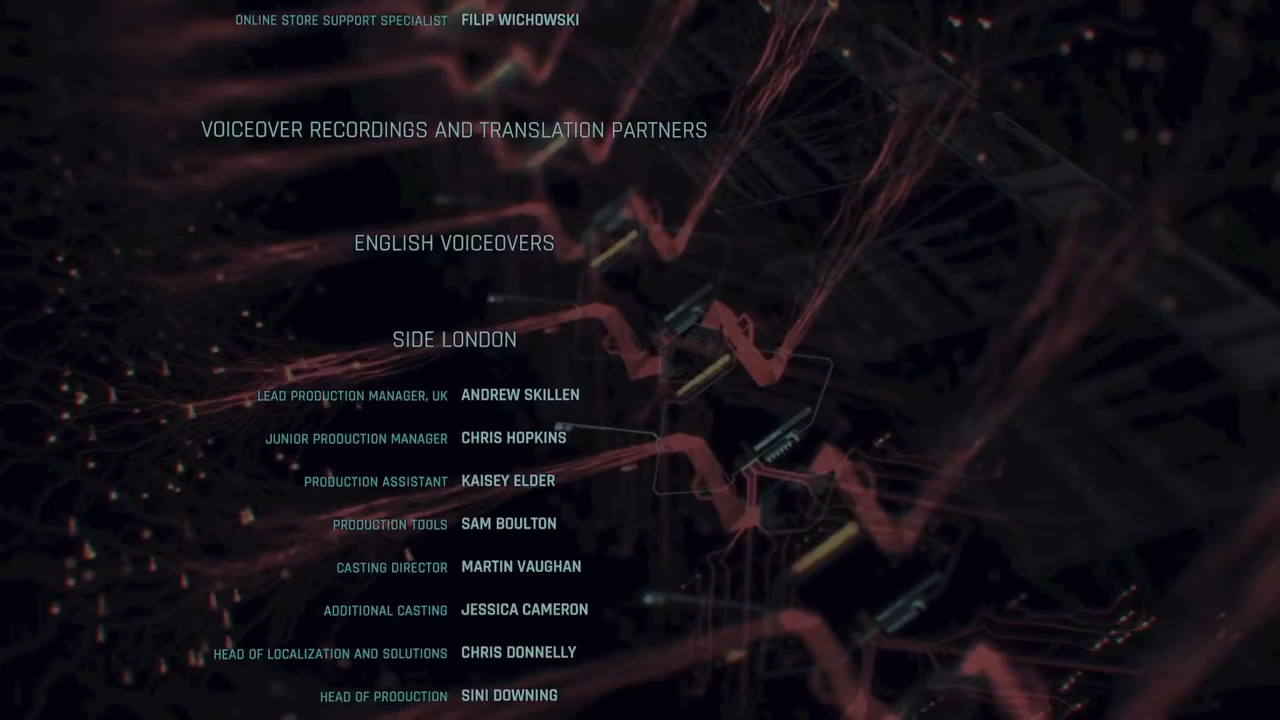 ONLINE STORE SUPPORT SPECIALIST FILIP WICHOWSKI
VOICEOVER RECORDINGS AND TRANSLATION PARTNERS
ENGLISH VOICEOVERS
SIDE LONDON
LEAD PRODUCTION MANAGER, UK ANDREW SKILLEN
JUNIOR PRODUCTION MANAGER CHRIS HOPKINS
PRODUCTION ASSISTANT KAISEY ELDER
PRODUCTION TOOLS SAM BOULTON
CASTING DIRECTOR MARTIN VAUGHAN
ADDITIONAL CASTING JESSICA CAMERON
HEAD OF LOCALIZATION AND SOLUTIONS CHRIS DONNELLY
HEAD OF PRODUCTION SINI DOWNING